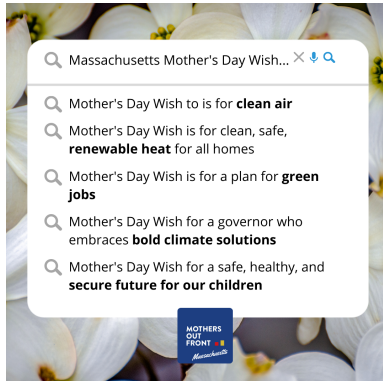 Massachusetts Mother's Day Wish...
Mother's Day Wish to is for clean air
Mother's Day Wish is for clean, safe,
renewable heat for all homes
Mother's Day Wish is for a plan for green
jobs
Mother's Day Wish for a governor who
embraces bold climate solutions
Mother's Day Wish for a safe, healthy, and
secure future for our children
MOTHERS
OUT
FRONT
Massachusetts